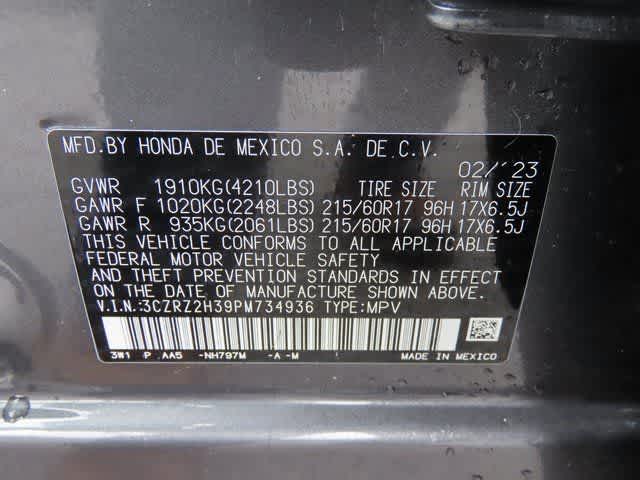 MFD.BY HONDA DE MEXICO S.A. DE C.V.
02/'23
GVWR 1910KG(4210LBS) TIRE SIZE RIM SIZE
GAWR F 1020KG(2248LBS) 215/60R17 96H 17X6.5J
GAWR R 935KG(2061LBS) 215/60R17 96H 17X6.5J
THIS VEHICLE CONFORMS TO ALL APPLICABLE
FEDERAL MOTOR VEHICLE SAFETY
AND THEFT PREVENTION STANDARDS IN EFFECT
ON THE DATE OF MANUFACTURE SHOWN ABOVE.
V.I.N.:3CZRZ2H39PM734936 TYPE:MPV
3W1 P AA5 -NH797M -A-M MADE IN MEXICO